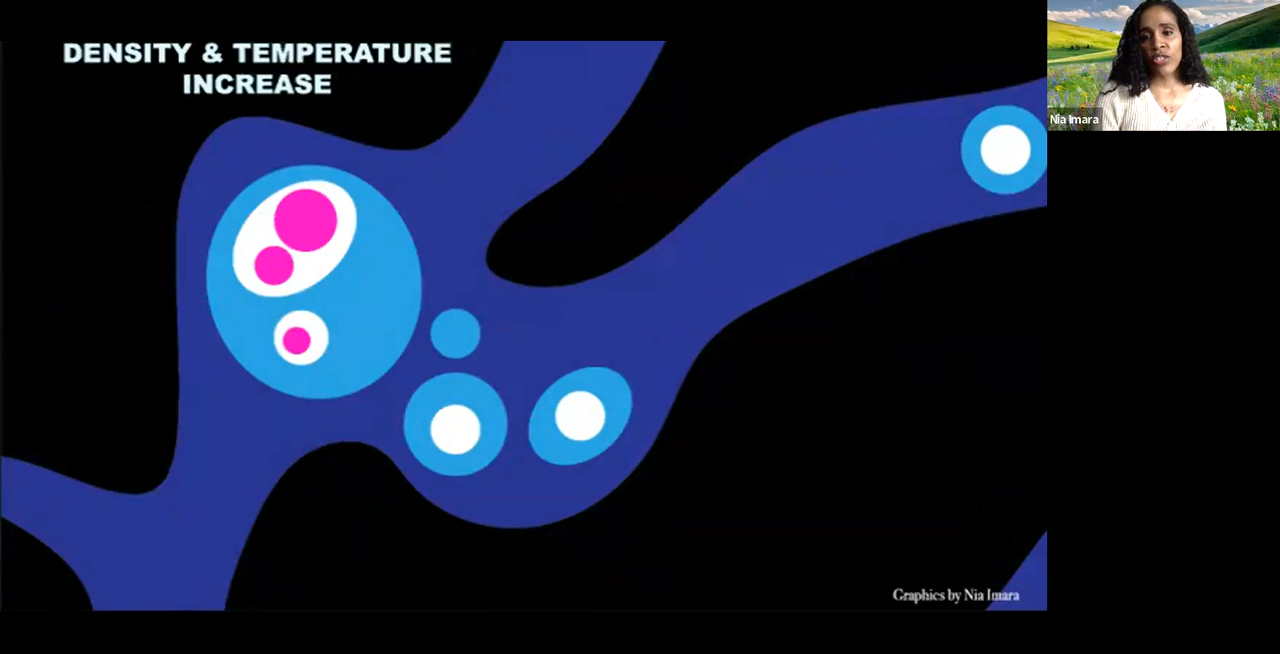 DENSITY & TEMPERATURE
INCREASE
Nia Imara
Graphics by Nia Imara